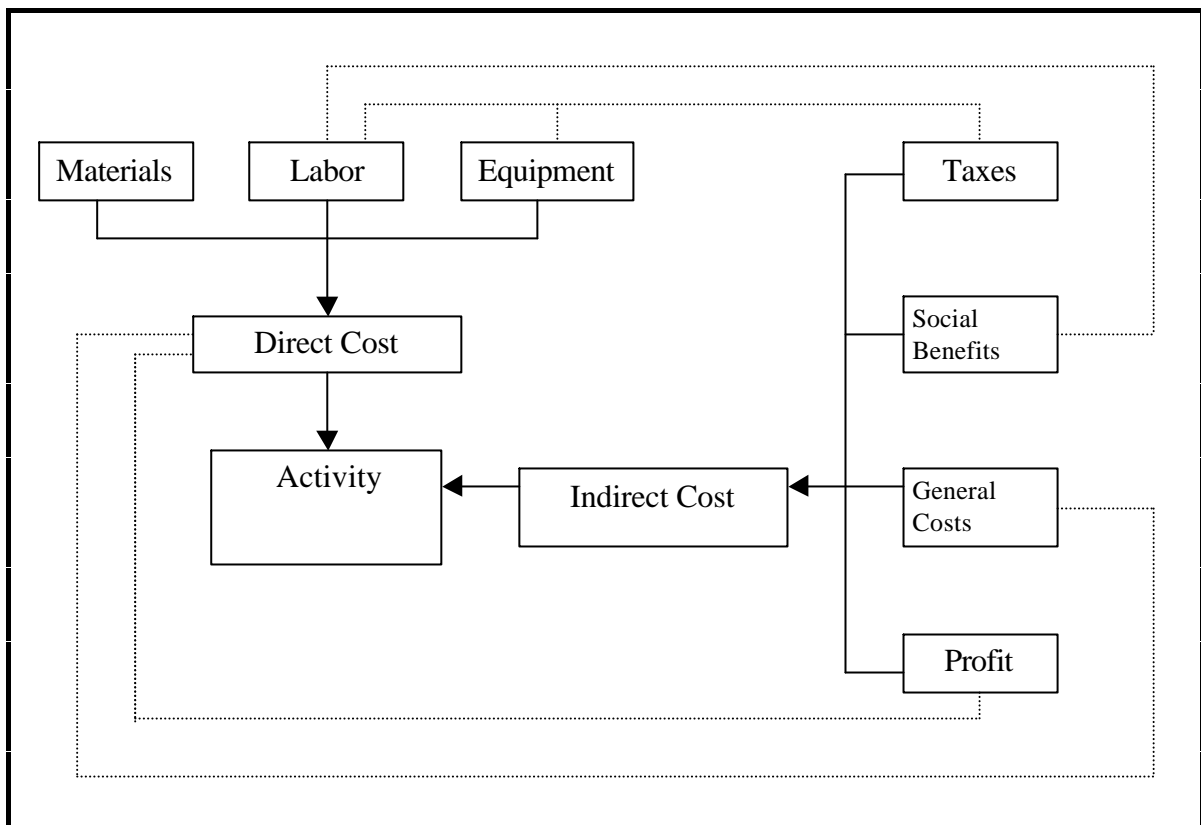 Materials
Labor
Equipment
Taxes
Direct Cost
Social
Benefits
Activity
Indirect Cost
General
Costs
Profit